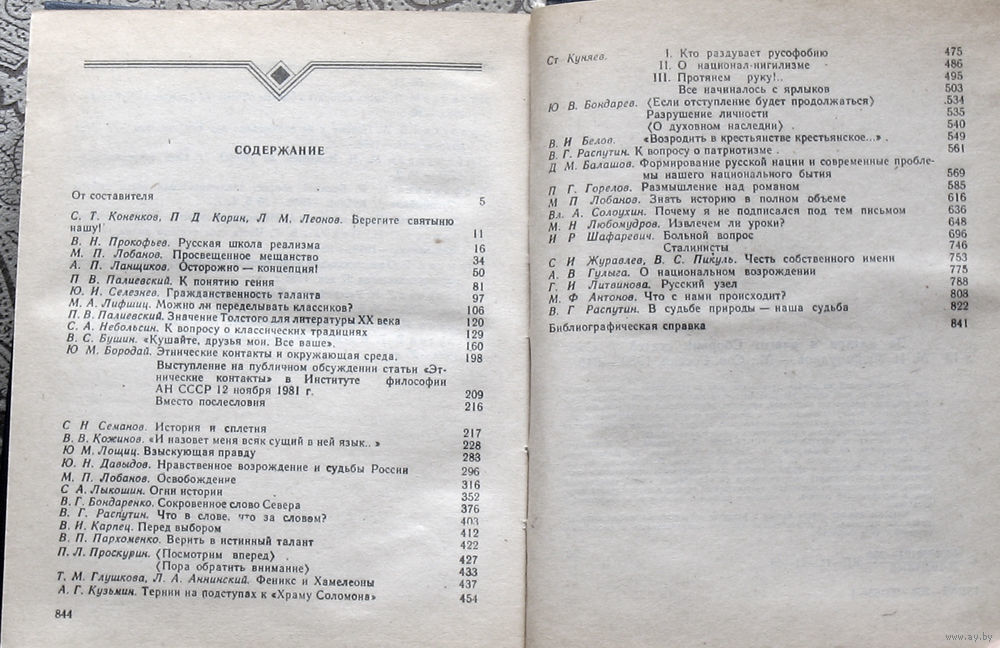 СОДЕРЖАНИЕ
От составителя 5
С. Т. Коненков, П Д Корин, Л М. Леонов. Берегите святыню
нашу! 11
В. Н. Прокофьев. Русская школа реализма 16
М. П. Лобанов. Просвещенное мещанство 34
А. П. Ланщиков. Осторожно — концепция! 50
П В. Палиевский. К понятию гения 81
Ю. И. Селезнев. Гражданственность таланта 97
М. А. Лифшиц. Можно ли переделывать классиков? 106
П. В. Палиевский. Значение Толстого для литературы XX века 120
С. А. Небольсин. К вопросу о классических традициях 129
В. С. Бушин. «Кушайте, друзья мои. Все ваше». 160
Ю М. Бородай. Этнические контакты и окружающая среда. 198
Выступление на публичном обсуждении статьи «Эт-
нические контакты» в Институте философии
АН СССР 12 ноября 1981 г. 209
Вместо послесловия 216
С Н Семанов. История и сплетня 217
В. В. Кожинов. «И назовет меня всяк сущий в ней язык..» 228
Ю М. Лощиц. Взыскующая правду 283
Ю. Н. Давыдов. Нравственное возрождение и судьбы России 296
М. П. Лобанов. Освобождение 316
С А. Лыкошин. Огни истории 352
В. Г. Бондаренко. Сокровенное слово Севера 376
В. Г. Распутин. Что в слове, что за словом? 403
В. И. Карпец. Перед выбором 412
В. П. Пархоменко. Верить в истинный талант 422
П. Л. Проскурин. (Посмотрим вперед) . 427
(Пора обратить внимание) 433
Т. М. Глушкова, Л. А. Аннинский. Феникс и Хамелеоны 437
А. Г. Кузьмин. Тернии на подступах к «Храму Соломона» 454
844
Ст Куняев. I. Кто раздувает русофобию 475
II. О национал-нигилизме 486
III. Протянем руку!.. 495
Все начиналось с ярлыков 503
Ю В. Бондарев. (Если отступление будет продолжаться) .534
Разрушение личности 535
(О духовном наследии) . 540
В. И Белов. «Возродить в крестьянстве крестьянское...» . 549
В. Г. Распутин. К вопросу о патриотизме . 561
Д М. Балашов. Формирование русской нации и современные пробле-
мы нашего национального бытия 569
П Г. Горелов. Размышление над романом 585
М П Лобанов. Знать историю в полном объеме 616
Вл. А. Солоухин. Почему я не подписался под тем письмом 636
М. Н Любомудров. Извлечем ли уроки? 648
И Р Шафаревич. Больной вопрос 696
Сталинисты 746
С И Журавлев, В. С. Пикуль. Честь собственного имени 753
А. В Гулыга. О национальном возрождении 775
Г. И Литвинова. Русский узел 788
М. Ф Антонов. Что с нами происходит? 808
В. Г Распутин. В судьбе природы — наша судьба 822
Библиографическая справка 841
www.ay.by